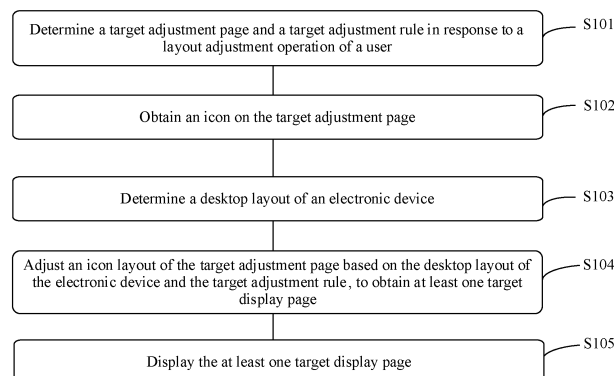 Determine a target adjustment page and a target adjustment rule in response to a
layout adjustment operation of a user
S101
Obtain an icon on the target adjustment page
S102
Determine a desktop layout of an electronic device
S103
Adjust an icon layout of the target adjustment page based on the desktop layout of
the electronic device and the target adjustment rule, to obtain at least one target
display page
S104
Display the at least one target display page
S105